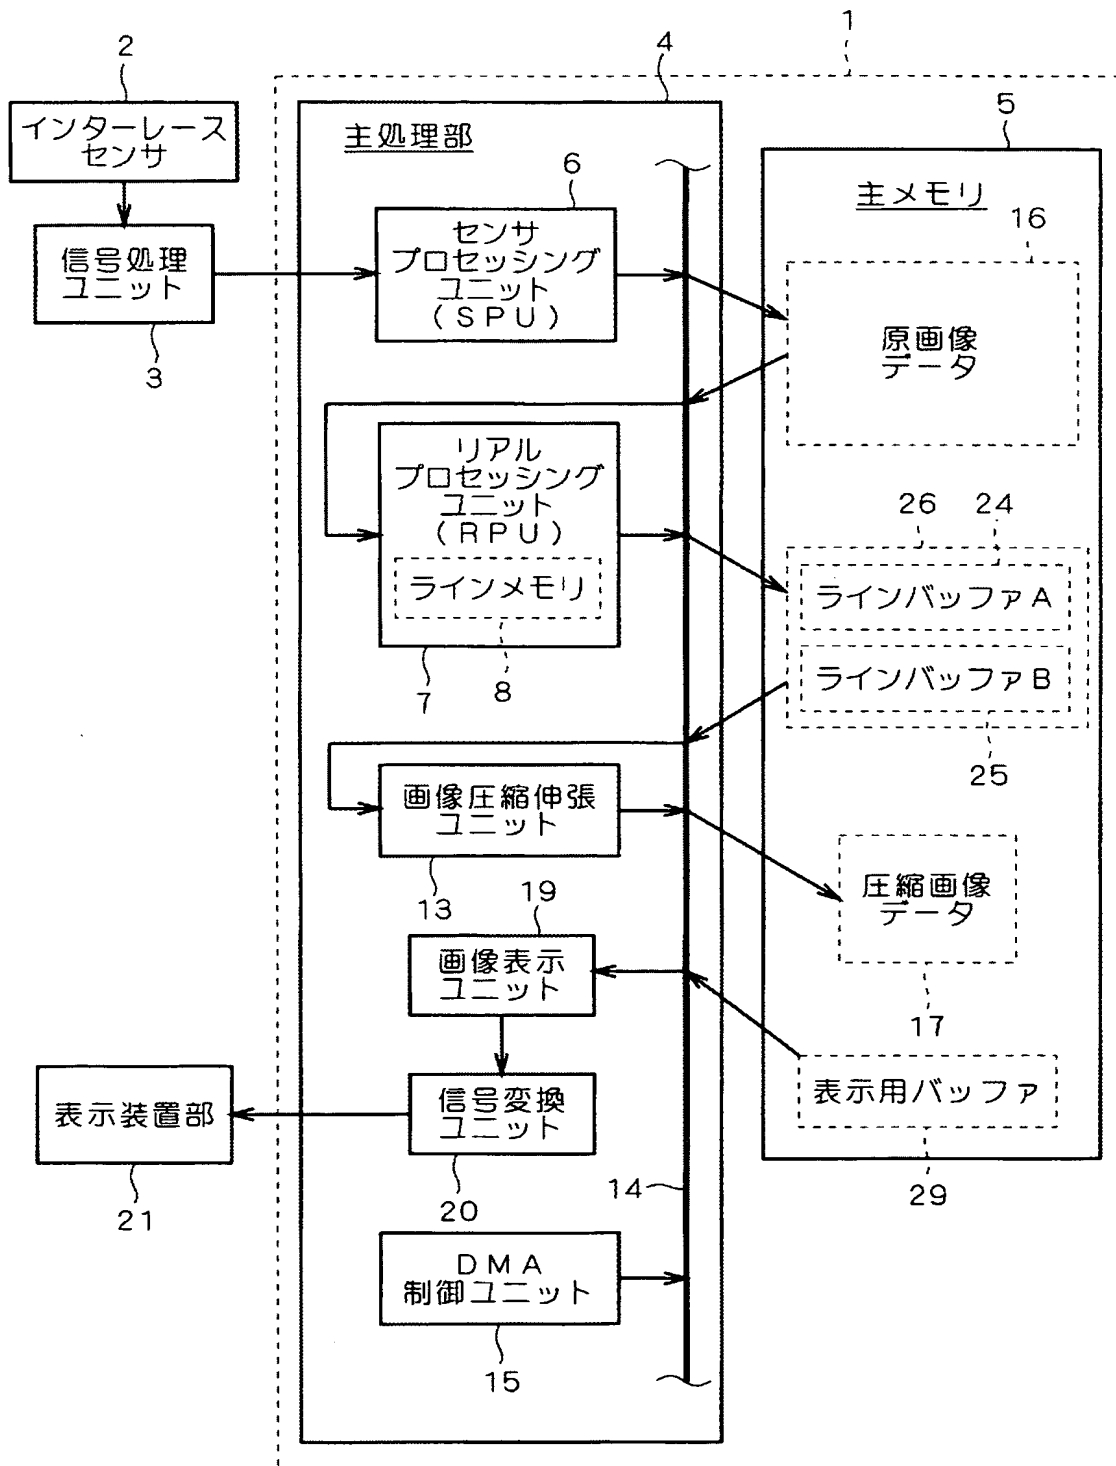 1
2
4
5
インターレース
センサ
主処理部
主メモリ
6
16
信号処理
ユニット
3
センサ
プロセッシング
ユニット
(SPU)
原画像
データ
リアル
プロセッシング
ユニット
(RPU)
ラインメモリ
7
8
26
24
ラインバッファA
ラインバッファB
25
画像圧縮伸張
ユニット
13
圧縮画像
データ
17
19
画像表示
ユニット
表示用バッファ
29
表示装置部
21
信号変換
ユニット
20
14
DMA
制御ユニット
15